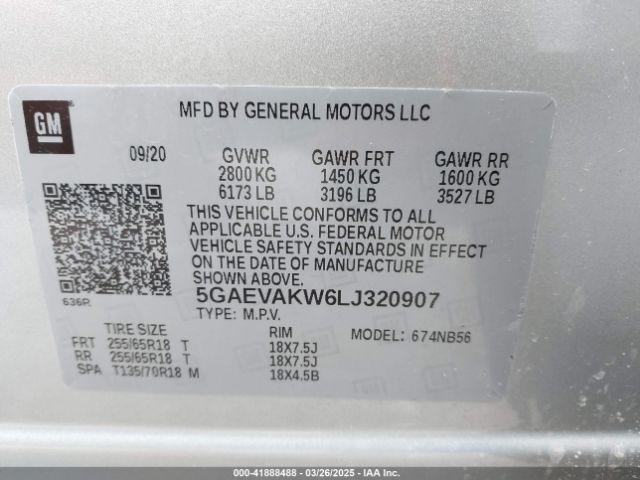 GM
MFD BY GENERAL MOTORS LLC
09/20
GVWR GAWR FRT GAWR RR
2800 KG 1450 KG 1600 KG
6173 LB 3196 LB 3527 LB
THIS VEHICLE CONFORMS TO ALL
APPLICABLE U.S. FEDERAL MOTOR
VEHICLE SAFETY STANDARDS IN EFFECT
ON THE DATE OF MANUFACTURE
SHOWN ABOVE.
636R
5GAEVAKW6LJ320907
TYPE: M.P.V.
TIRE SIZE RIM MODEL: 674NB56
FRT 255/65R18 T 18X7.5J
RR 255/65R18 T 18X7.5J
SPA T135/70R18 M 18X4.5B
000-41888488 - 03/26/2025 - IAA, Inc.